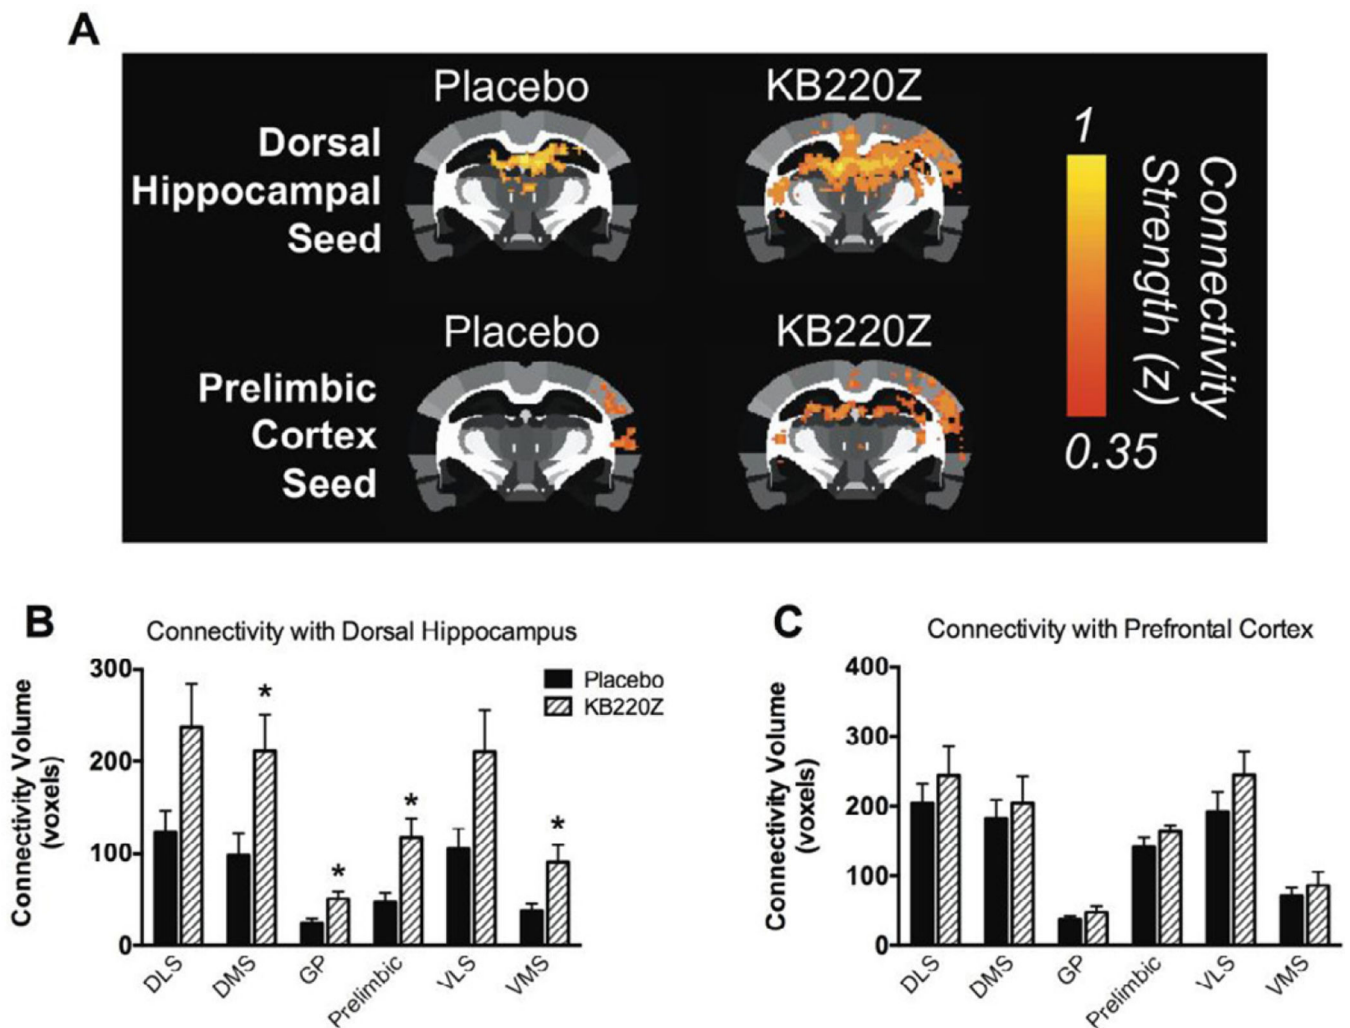 A
Placebo
KB220Z
Dorsal
Hippocampal
Seed
1
Connectivity
Strength (z)
0.35
Placebo
KB220Z
Prelimbic
Cortex
Seed
B
Connectivity with Dorsal Hippocampus
Connectivity Volume
(voxels)
300
200
100
0
*
*
*
*
Placebo
KB220Z
DLS
DMS
GP
Prelimbic
VLS
VMS
C
Connectivity with Prefrontal Cortex
Connectivity Volume
(voxels)
400
300
200
100
0
DLS
DMS
GP
Prelimbic
VLS
VMS